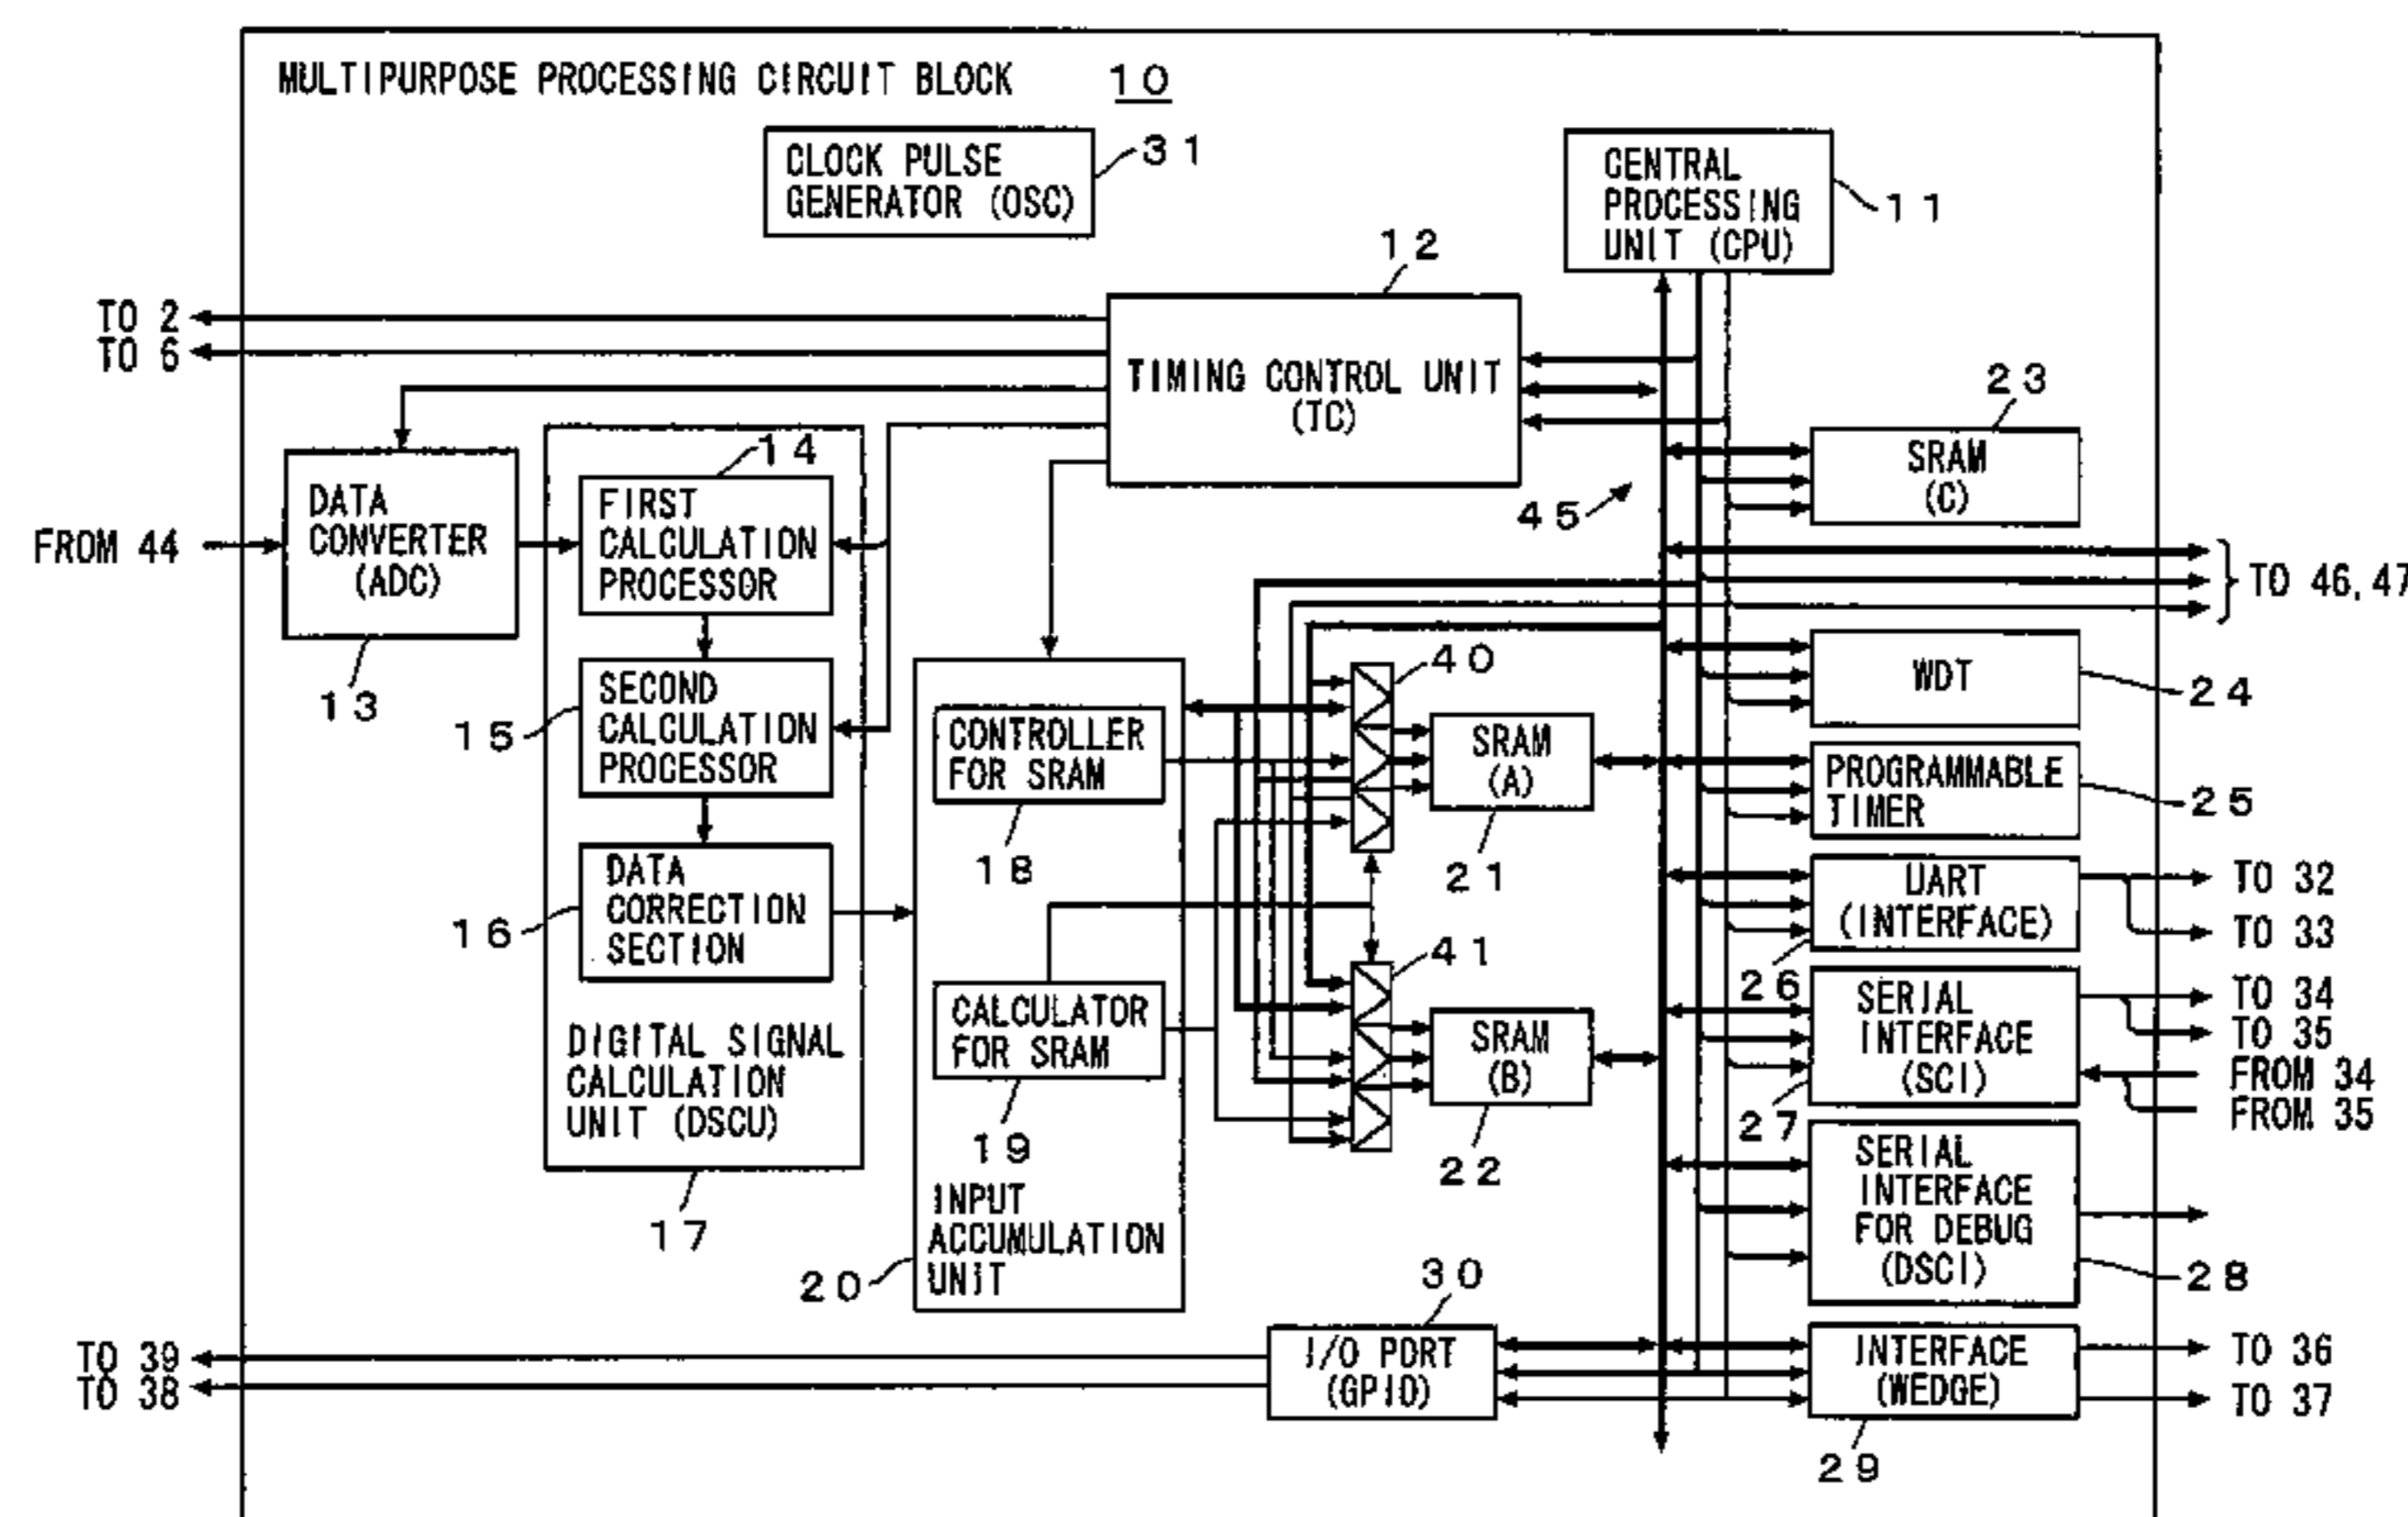 MULTIPURPOSE PROCESSING CIRCUIT BLOCK 10
CLOCK PULSE
GENERATOR (OSC)
31
CENTRAL
PROCESSING
UNIT (CPU)
11
12
TIMING CONTROL UNIT
(TC)
TO 2
TO 6
23
SRAM
(C)
45
FROM 44
DATA
CONVERTER
(ADC)
13
14
FIRST
CALCULATION
PROCESSOR
15
SECOND
CALCULATION
PROCESSOR
16
DATA
CORRECTION
SECTION
DIGITAL SIGNAL
CALCULATION
UNIT (DSCU)
17
CONTROLLER
FOR SRAM
18
CALCULATOR
FOR SRAM
19
INPUT
ACCUMULATION
UNIT
20
40
SRAM
(A)
21
41
SRAM
(B)
22
TO 46,47
WDT
24
PROGRAMMABLE
TIMER
25
UART
(INTERFACE)
26
TO 32
TO 33
SERIAL
INTERFACE
(SCI)
27
TO 34
TO 35
FROM 34
FROM 35
SERIAL
INTERFACE
FOR DEBUG
(DSCI)
28
30
I/O PORT
(GPIO)
TO 39
TO 38
INTERFACE
(WEDGE)
29
TO 36
TO 37